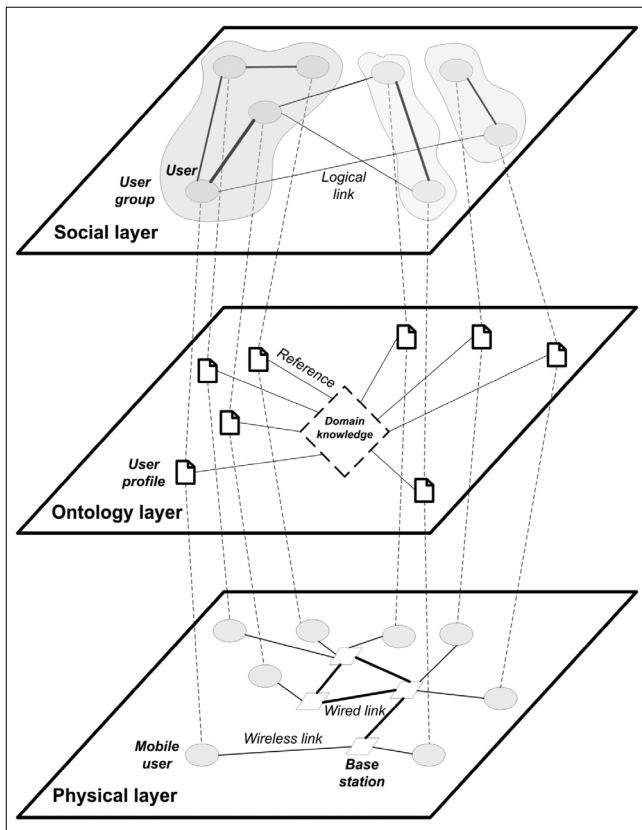 User
User
group
Logical
link
Social layer
Reference
Domain
knowledge
User
profile
Ontology layer
Wired link
Wireless link
Mobile
user
Base
station
Physical layer